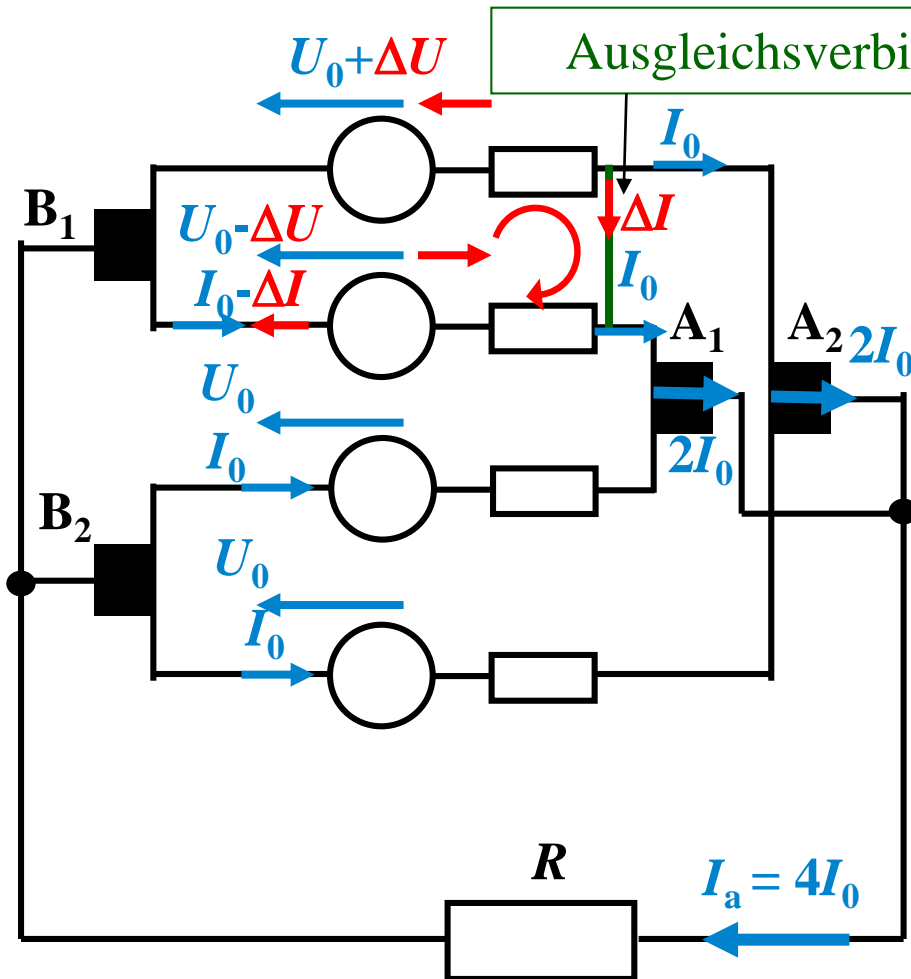 U₀+ΔU
Ausgleichsverbi
I₀
B₁
U₀-ΔU
ΔI
I₀-ΔI
I₀
A₁
A₂
2I₀
U₀
I₀
2I₀
B₂
U₀
I₀
R
Iₐ = 4I₀